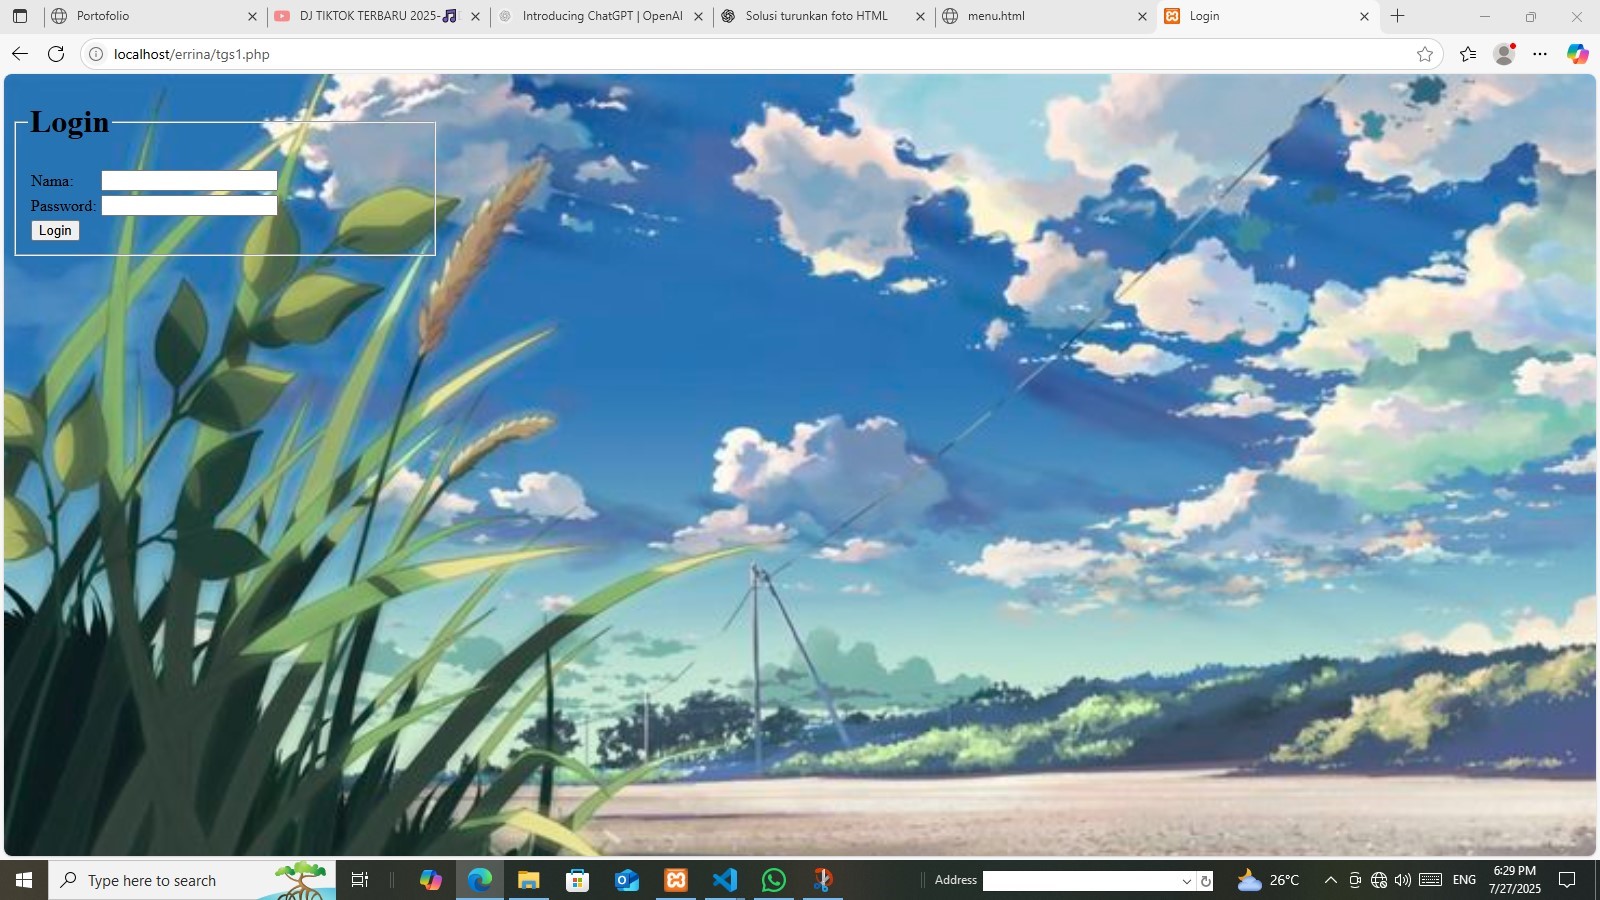 Portofolio
DJ TIKTOK TERBARU 2025-
Introducing ChatGPT | OpenAI
Solusi turunkan foto HTML
menu.html
Login
localhost/errina/tgs1.php
Login
Nama:
Password:
Login
Type here to search
Address
26°C
ENG
6:29 PM
7/27/2025